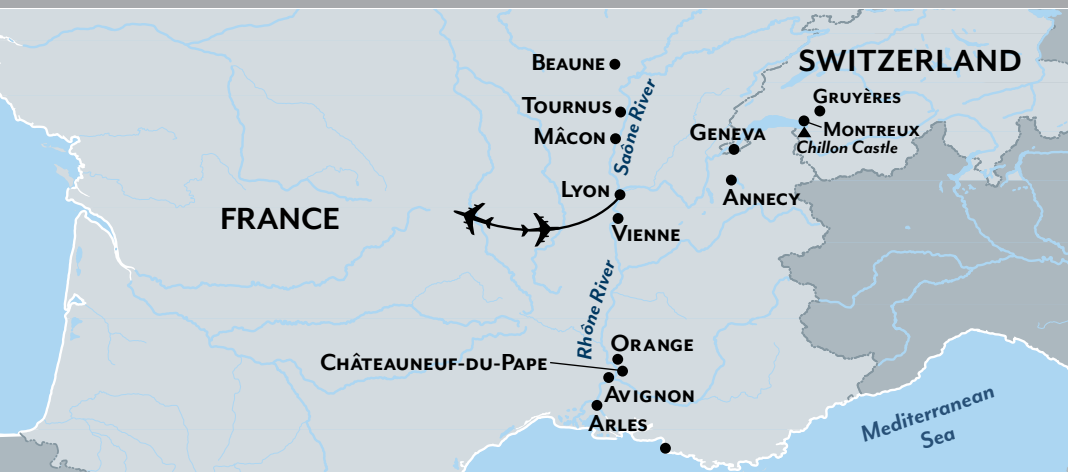 BEAUNE
SWITZERLAND
GRUYÈRES
TOURNUS
Saône River
MÂCON
GENEVA
MONTREUX
Chillon Castle
LYON
ANNECY
FRANCE
VIENNE
Rhône River
ORANGE
CHÂTEAUNEUF-DU-PAPE
AVIGNON
ARLES
Mediterranean
Sea